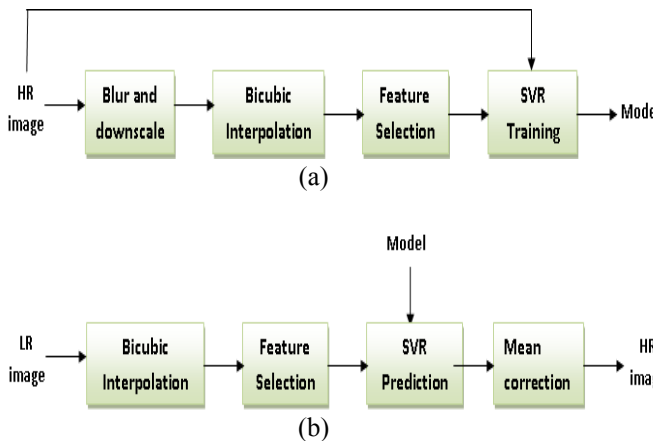 HR
image
Blur and
downscale
Bicubic
Interpolation
Feature
Selection
SVR
Training
Mode
(a)
Model
LR
image
Bicubic
Interpolation
Feature
Selection
SVR
Prediction
Mean
correction
HR
imag
(b)